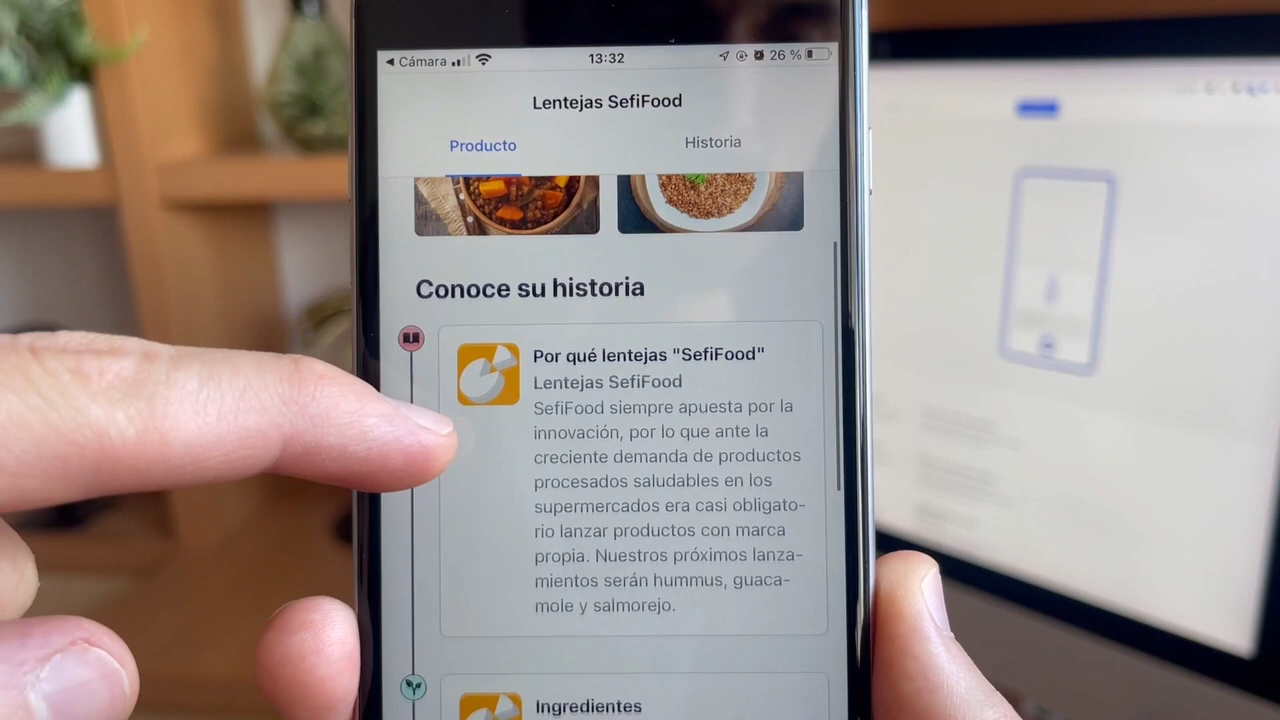 Cámara
13:32
26 %
Lentejas SefiFood
Producto
Historia
Conoce su historia
Por qué lentejas "SefiFood"
Lentejas SefiFood
SefiFood siempre apuesta por la
innovación, por lo que ante la
creciente demanda de productos
procesados saludables en los
supermercados era casi obligato-
rio lanzar productos con marca
propia. Nuestros próximos lanza-
mientos serán hummus, guaca-
mole y salmorejo.
Ingredientes